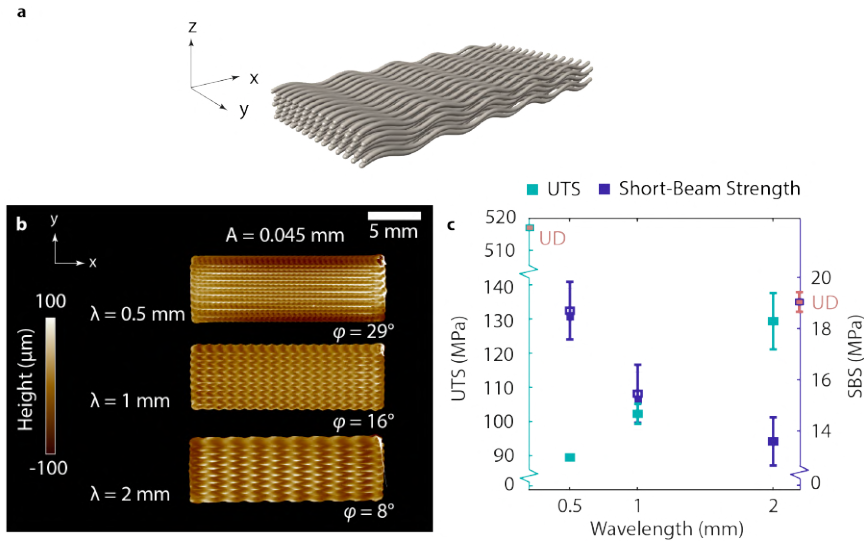 a
z
x
y
UTS Short-Beam Strength
b
y
x
A = 0.045 mm
5 mm
100
Height (μm)
-100
λ = 0.5 mm
φ = 29°
λ = 1 mm
φ = 16°
λ = 2 mm
φ = 8°
c
520
510
140
130
120
110
100
90
0
UTS (MPa)
UD
UD
20
18
16
14
0
SBS (MPa)
0.5
1
2
Wavelength (mm)